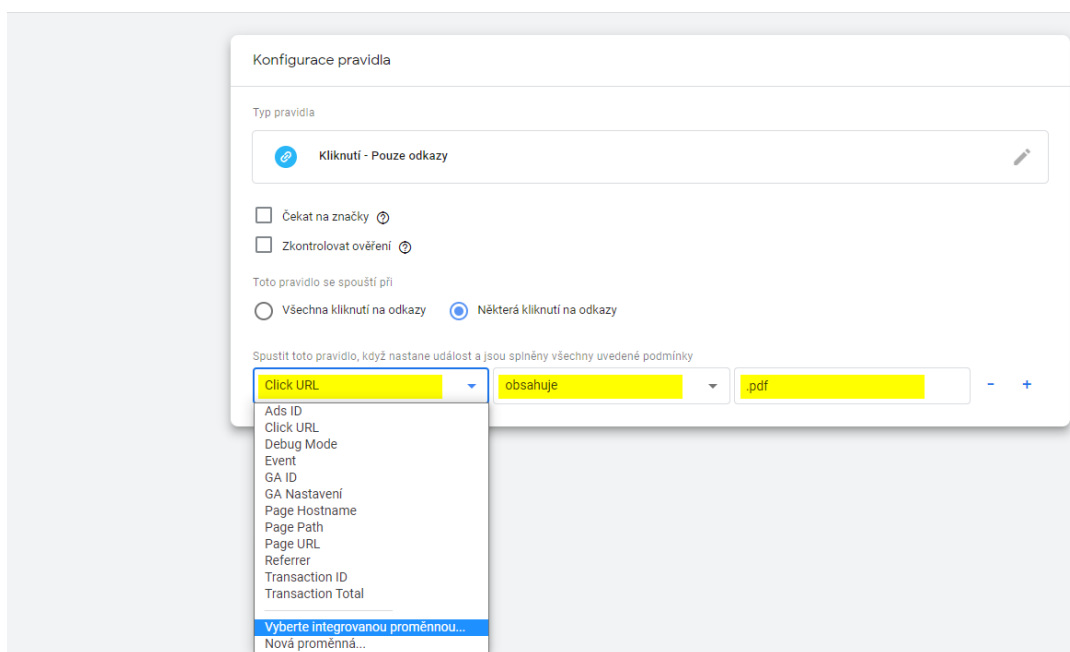 Konfigurace pravidla
Typ pravidla
Kliknutí - Pouze odkazy
Čekat na značky
Zkontrolovat ověření
Toto pravidlo se spouští při
Všechna kliknutí na odkazy Některá kliknutí na odkazy
Spustit toto pravidlo, když nastane událost a jsou splněny všechny uvedené podmínky
Click URL obsahuje .pdf - +
Ads ID
Click URL
Debug Mode
Event
GA ID
GA Nastavení
Page Hostname
Page Path
Page URL
Referrer
Transaction ID
Transaction Total
Vyberte integrovanou proměnnou...
Nová proměnná...